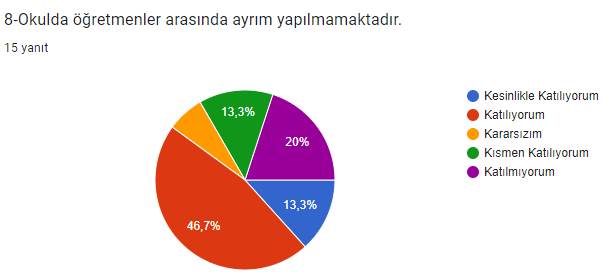 8-Okulda öğretmenler arasında ayrım yapılmamaktadır.
15 yanıt
Kesinlikle Katılıyorum
Katılıyorum
Kararsızım
Kısmen Katılıyorum
Katılmıyorum
13,3%
20%
13,3%
46,7%